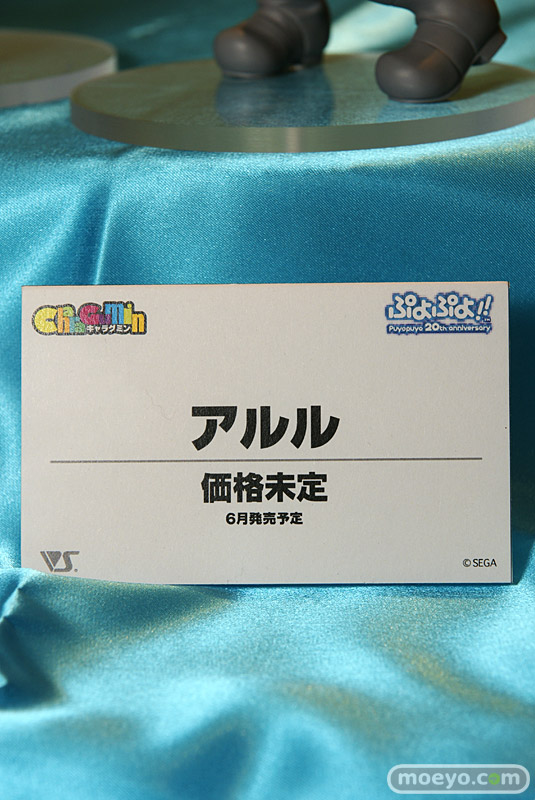 CharaGumin
キャラグミン
ぷよぷよ!!
Puyopuyo 20th anniversary
アルル
価格未定
6月発売予定
VS.
©SEGA
moeyo.com